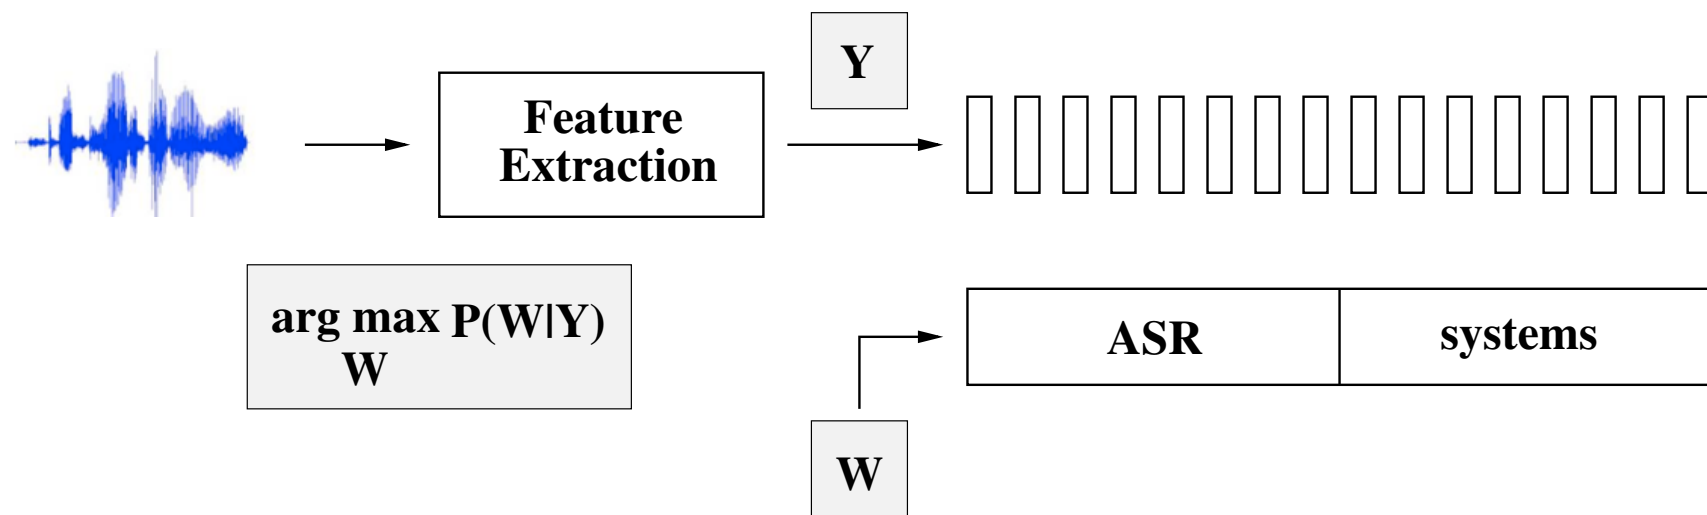 Y
Feature
Extraction
arg max P(W|Y)
W
ASR systems
W